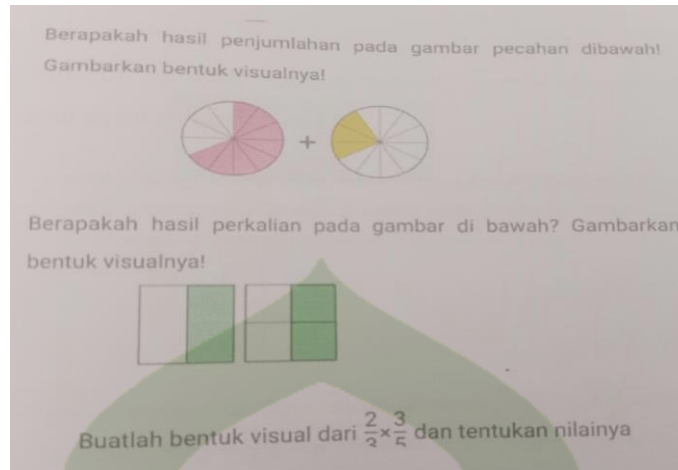 Berapakah hasil penjumlahan pada gambar pecahan dibawah!
Gambarkan bentuk visualnya!
+
Berapakah hasil perkalian pada gambar di bawah? Gambarkan
bentuk visualnya!
Buatlah bentuk visual dari 2/3 × 3/5 dan tentukan nilainya